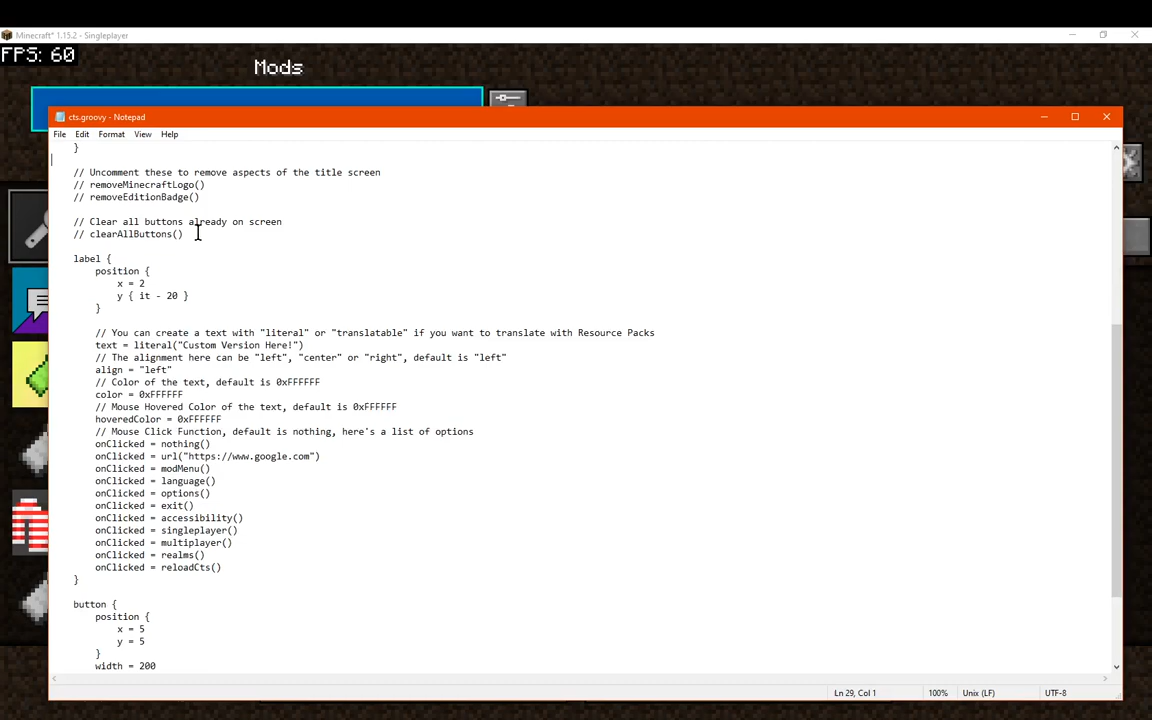 Minecraft* 1.15.2 - Singleplayer
FPS: 60
Mods
cts.groovy - Notepad
File Edit Format View Help
}
// Uncomment these to remove aspects of the title screen
// removeMinecraftLogo()
// removeEditionBadge()
// Clear all buttons already on screen
// clearAllButtons()
label {
position {
x = 2
y { it - 20 }
}
// You can create a text with "literal" or "translatable" if you want to translate with Resource Packs
text = literal("Custom Version Here!")
// The alignment here can be "left", "center" or "right", default is "left"
align = "left"
// Color of the text, default is 0xFFFFFF
color = 0xFFFFFF
// Mouse Hovered Color of the text, default is 0xFFFFFF
hoveredColor = 0xFFFFFF
// Mouse Click Function, default is nothing, here's a list of options
onClicked = nothing()
onClicked = url("https://www.google.com")
onClicked = modMenu()
onClicked = language()
onClicked = options()
onClicked = exit()
onClicked = accessibility()
onClicked = singleplayer()
onClicked = multiplayer()
onClicked = realms()
onClicked = reloadCts()
}
button {
position {
x = 5
y = 5
}
width = 200
Ln 29, Col 1 100% Unix (LF) UTF-8